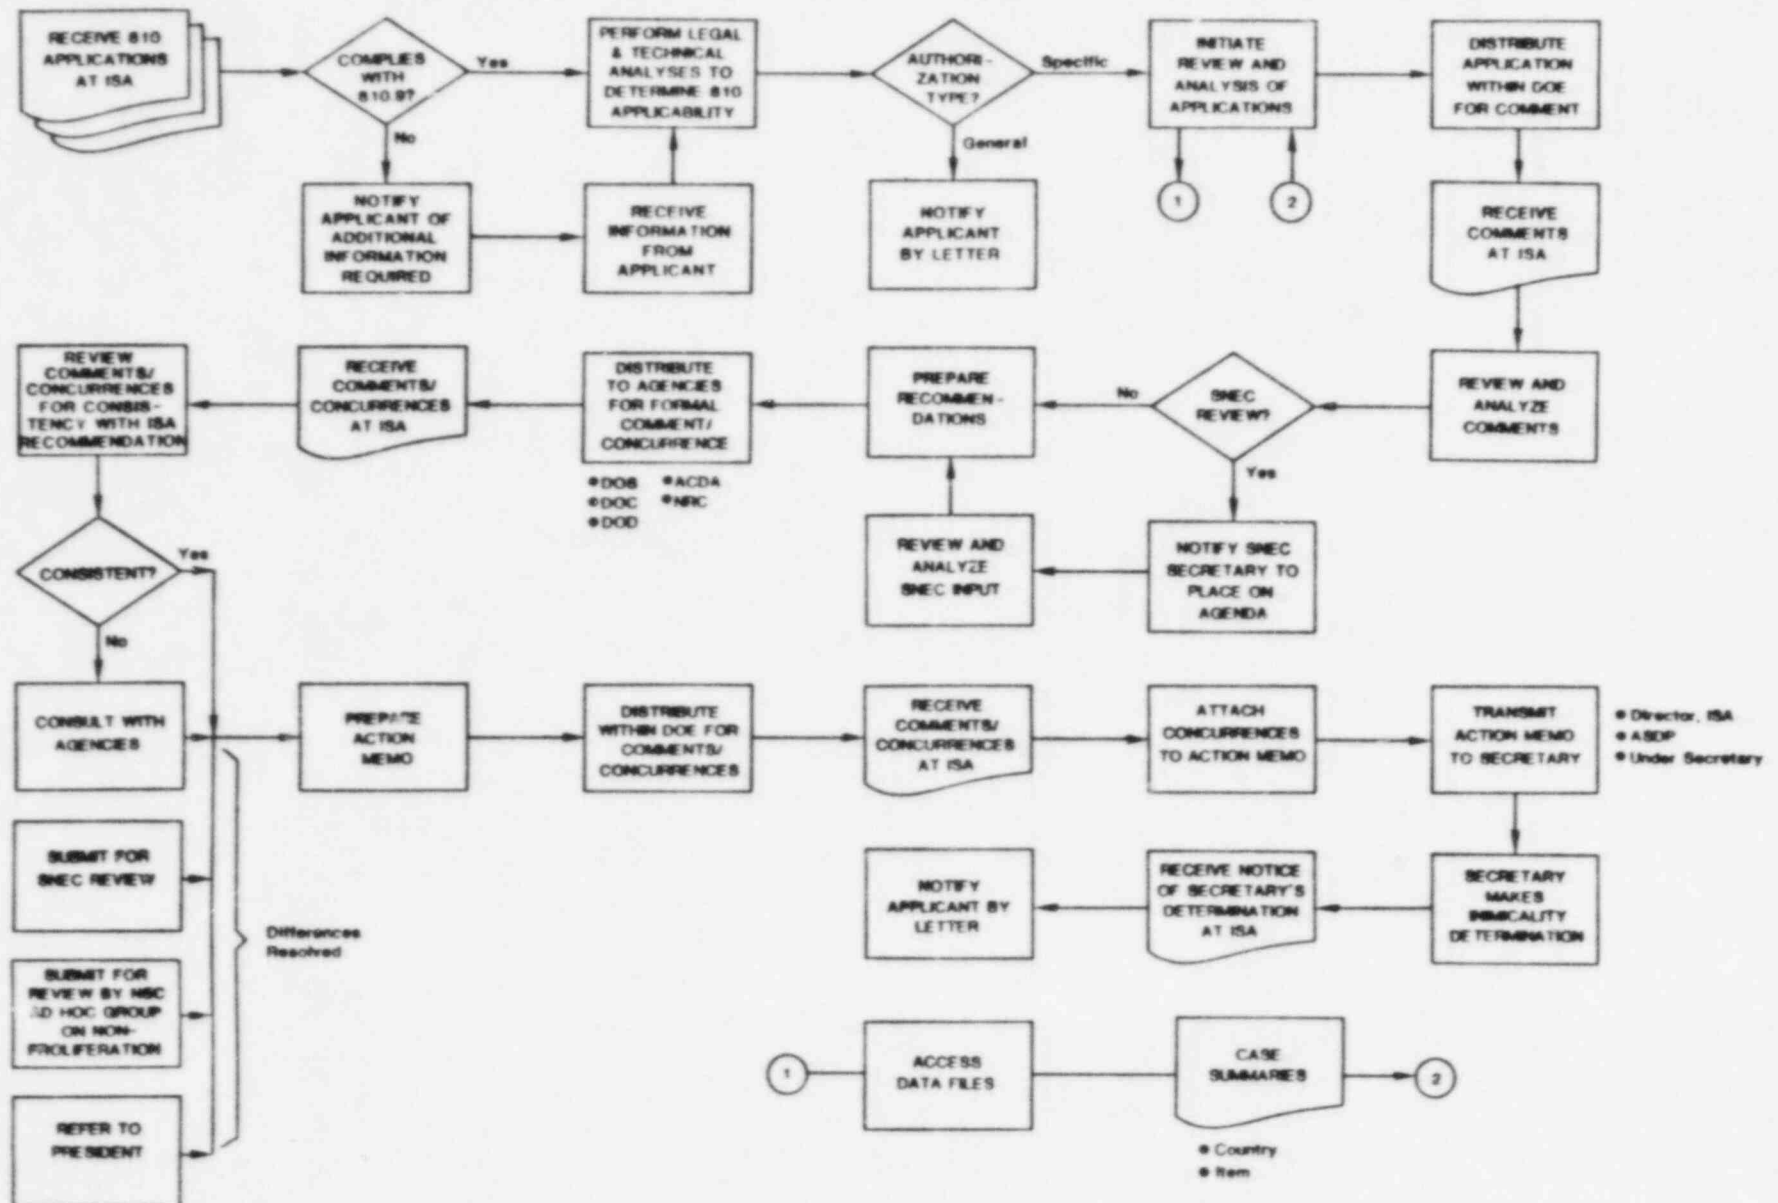 RECEIVE 810
APPLICATIONS
AT ISA
COMPLIES
WITH
810.9?
Yes
No
PERFORM LEGAL
& TECHNICAL
ANALYSES TO
DETERMINE 810
APPLICABILITY
AUTHORI-
ZATION
TYPE?
Specific
General
INITIATE
REVIEW AND
ANALYSIS OF
APPLICATIONS
DISTRIBUTE
APPLICATION
WITHIN DOE
FOR COMMENT
NOTIFY
APPLICANT OF
ADDITIONAL
INFORMATION
REQUIRED
RECEIVE
INFORMATION
FROM
APPLICANT
NOTIFY
APPLICANT
BY LETTER
1
2
RECEIVE
COMMENTS
AT ISA
REVIEW
COMMENTS/
CONCURRENCES
FOR CONSIS-
TENCY WITH ISA
RECOMMENDATION
RECEIVE
COMMENTS/
CONCURRENCES
AT ISA
DISTRIBUTE
TO AGENCIES
FOR FORMAL
COMMENT/
CONCURRENCE
• DOS • ACDA
• DOC • NRC
• DOD
PREPARE
RECOMMEN-
DATIONS
No
SNEC
REVIEW?
Yes
REVIEW AND
ANALYZE
COMMENTS
CONSISTENT?
Yes
No
REVIEW AND
ANALYZE
SNEC INPUT
NOTIFY SNEC
SECRETARY TO
PLACE ON
AGENDA
CONSULT WITH
AGENCIES
PREPARE
ACTION
MEMO
DISTRIBUTE
WITHIN DOE FOR
COMMENTS/
CONCURRENCES
RECEIVE
COMMENTS/
CONCURRENCES
AT ISA
ATTACH
CONCURRENCES
TO ACTION MEMO
TRANSMIT
ACTION MEMO
TO SECRETARY
• Director, ISA
• ASDP
• Under Secretary
SUBMIT FOR
SNEC REVIEW
Differences
Resolved
NOTIFY
APPLICANT BY
LETTER
RECEIVE NOTICE
OF SECRETARY'S
DETERMINATION
AT ISA
SECRETARY
MAKES
INIMICALITY
DETERMINATION
SUBMIT FOR
REVIEW BY NSC
AD HOC GROUP
ON NON-
PROLIFERATION
REFER TO
PRESIDENT
1
ACCESS
DATA FILES
CASE
SUMMARIES
2
• Country
• Item